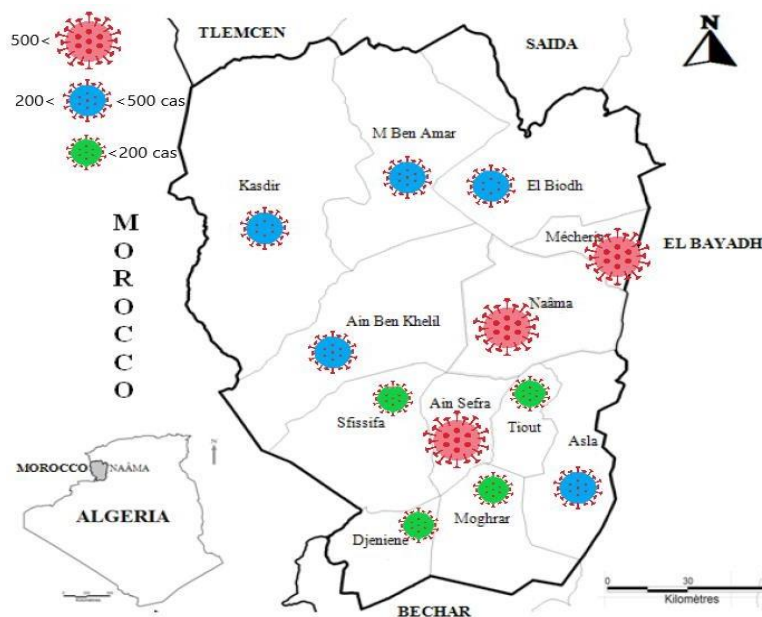 TLEMCEN
SAIDA
N
500<
200<
<500 cas
<200 cas
M Ben Amar
Kasdir
El Biodh
Mécheria
EL BAYADH
MOROCCO
Naâma
Ain Ben Khelil
Sfissifa
Ain Sefra
Tiout
Asla
MOROCCO
NAÂMA
ALGERIA
Moghrar
Djeniene
0
30
Kilomètres
BECHAR